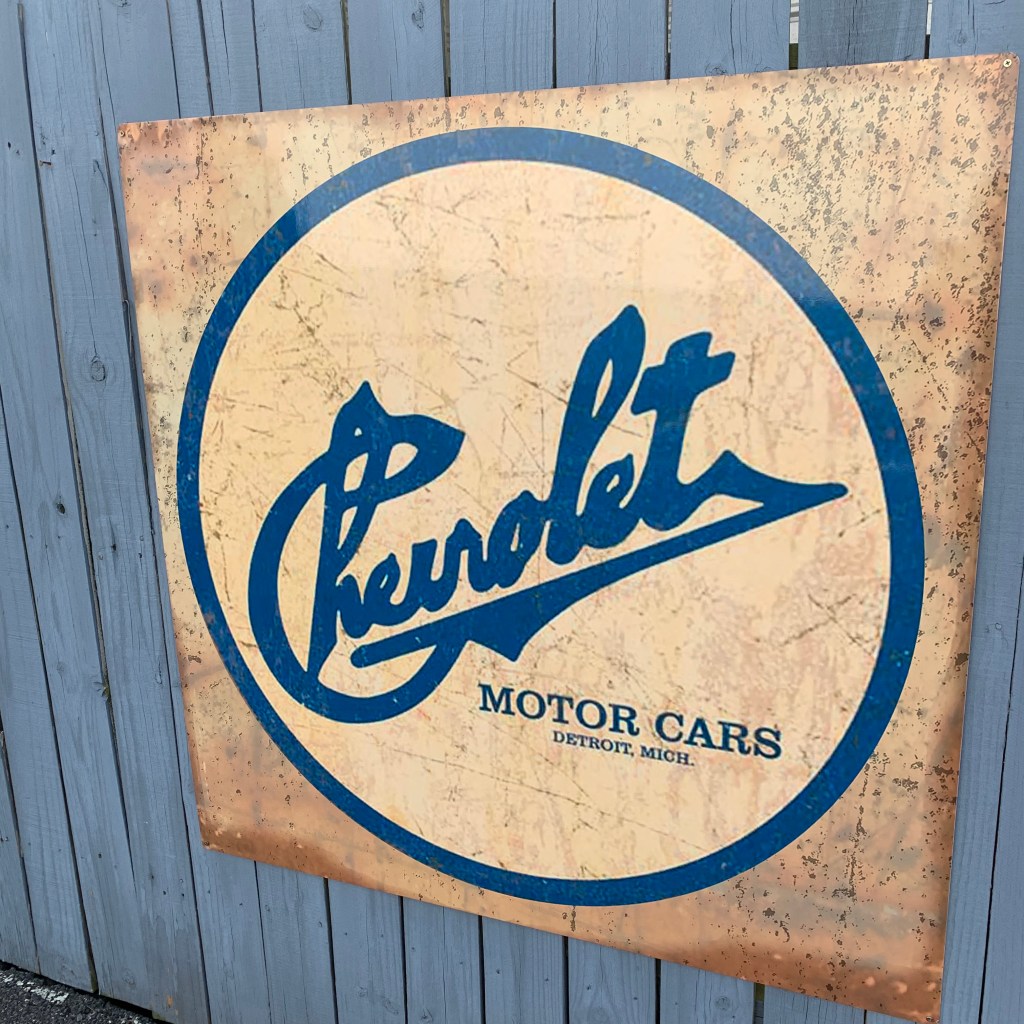 Chevrolet
MOTOR CARS
DETROIT, MICH.